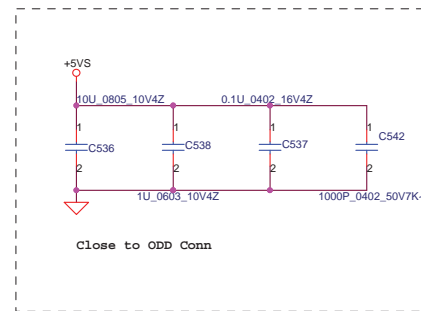 +5VS
10U_0805_10V4Z
0.1U_0402_16V4Z
1
1
1
1
C536
C538
C537
C542
2
2
2
2
1U_0603_10V4Z
1000P_0402_50V7K-
Close to ODD Conn